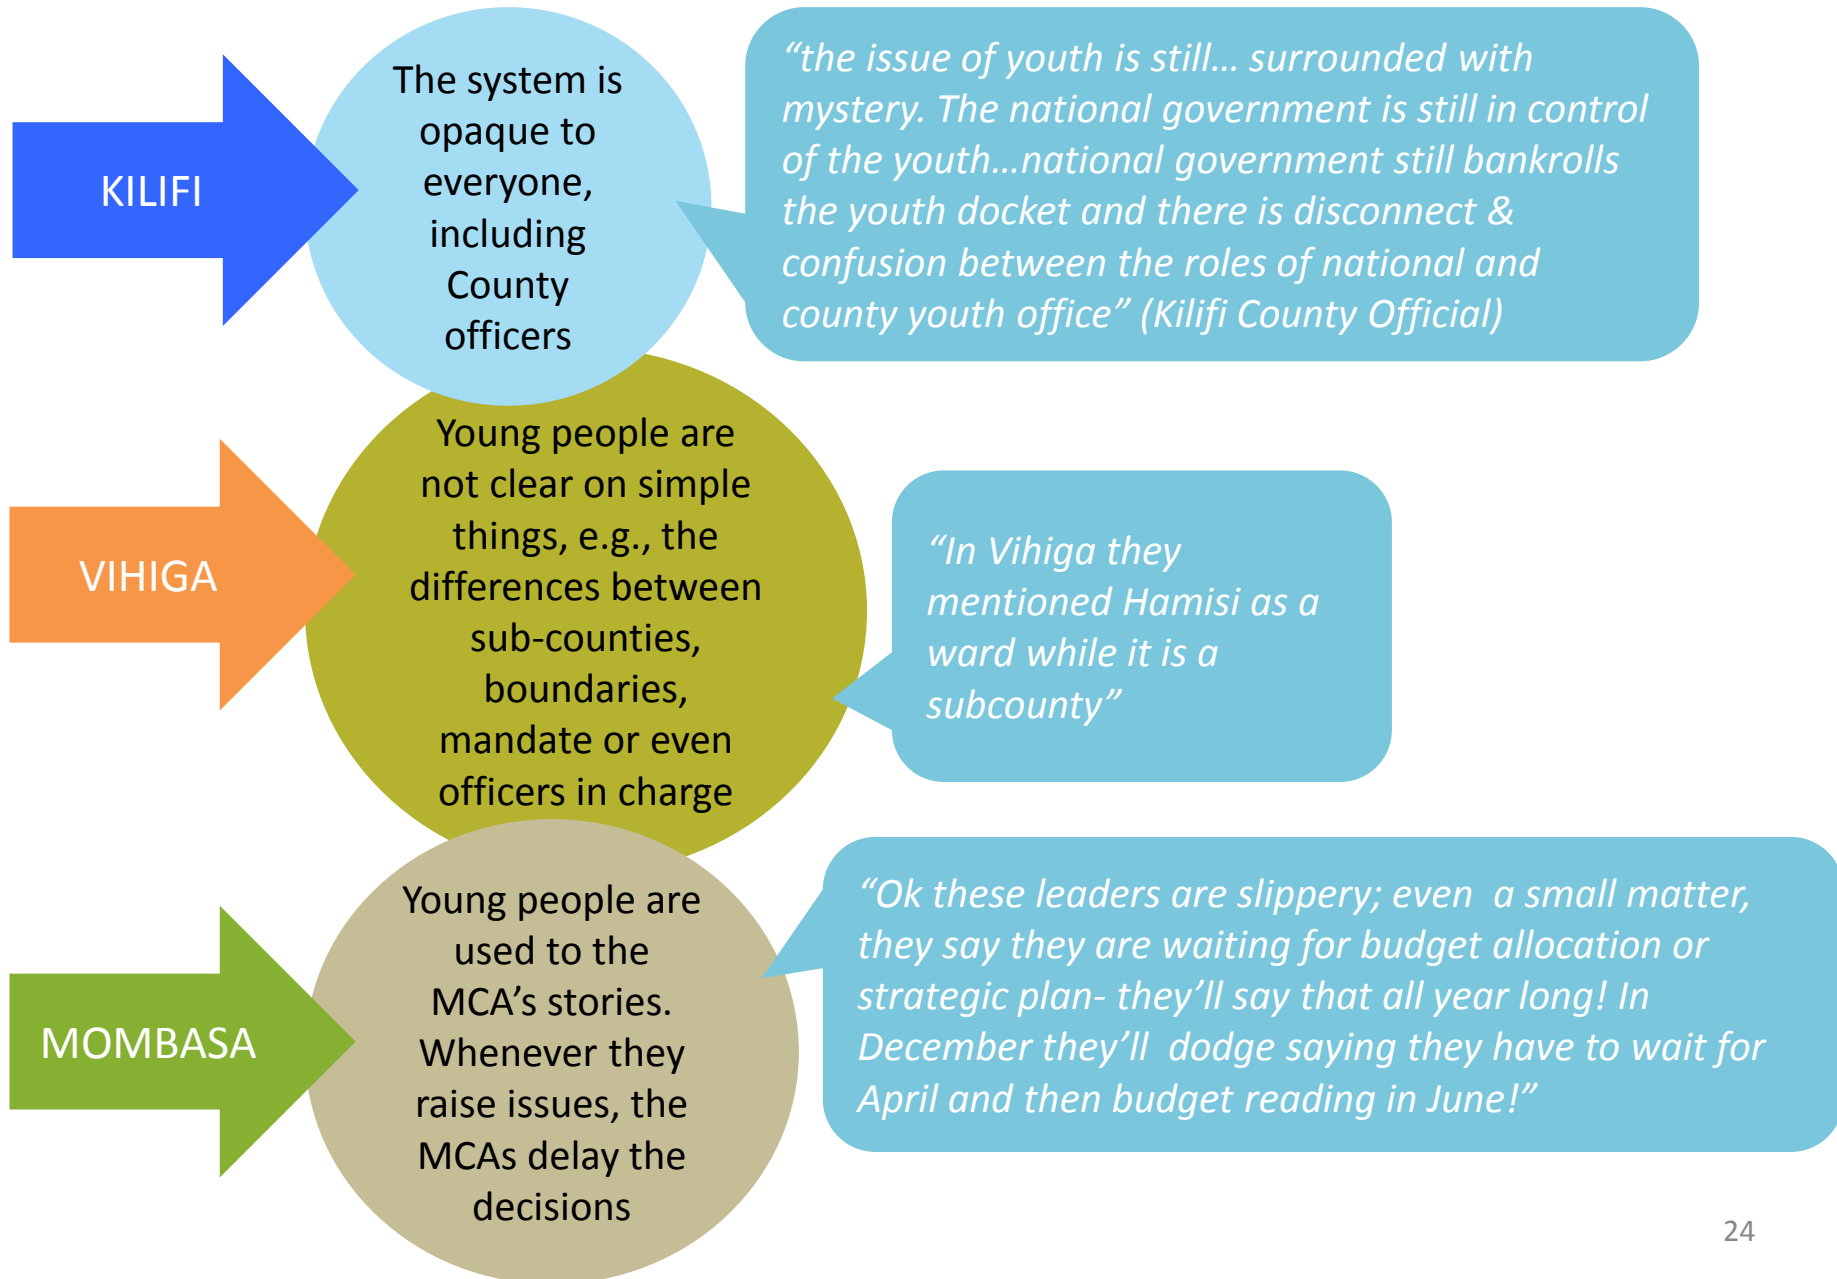 KILIFI
The system is
opaque to
everyone,
including
County
officers
“the issue of youth is still… surrounded with
mystery. The national government is still in control
of the youth…national government still bankrolls
the youth docket and there is disconnect &
confusion between the roles of national and
county youth office” (Kilifi County Official)
VIHIGA
Young people are
not clear on simple
things, e.g., the
differences between
sub-counties,
boundaries,
mandate or even
officers in charge
“In Vihiga they
mentioned Hamisi as a
ward while it is a
subcounty”
MOMBASA
Young people are
used to the
MCA’s stories.
Whenever they
raise issues, the
MCAs delay the
decisions
“Ok these leaders are slippery; even  a small matter,
they say they are waiting for budget allocation or
strategic plan- they’ll say that all year long! In
December they’ll  dodge saying they have to wait for
April and then budget reading in June!”
24